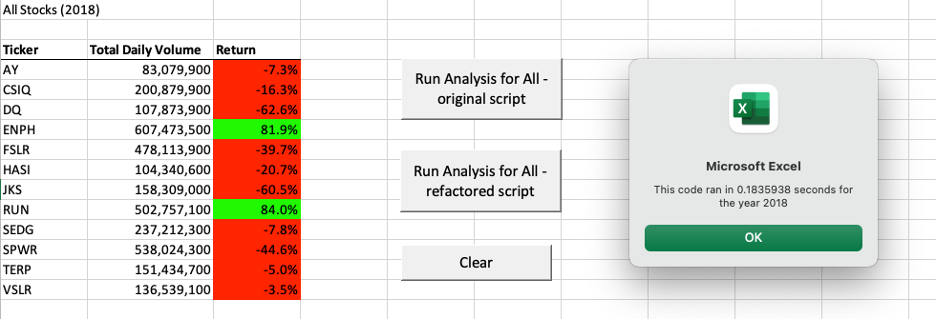 All Stocks (2018)
Ticker Total Daily Volume Return
AY 83,079,900 -7.3%
CSIQ 200,879,900 -16.3%
DQ 107,873,900 -62.6%
ENPH 607,473,500 81.9%
FSLR 478,113,900 -39.7%
HASI 104,340,600 -20.7%
JKS 158,309,000 -60.5%
RUN 502,757,100 84.0%
SEDG 237,212,300 -7.8%
SPWR 538,024,300 -44.6%
TERP 151,434,700 -5.0%
VSLR 136,539,100 -3.5%
Run Analysis for All -
original script
Run Analysis for All -
refactored script
Clear
X
Microsoft Excel
This code ran in 0.1835938 seconds for
the year 2018
OK